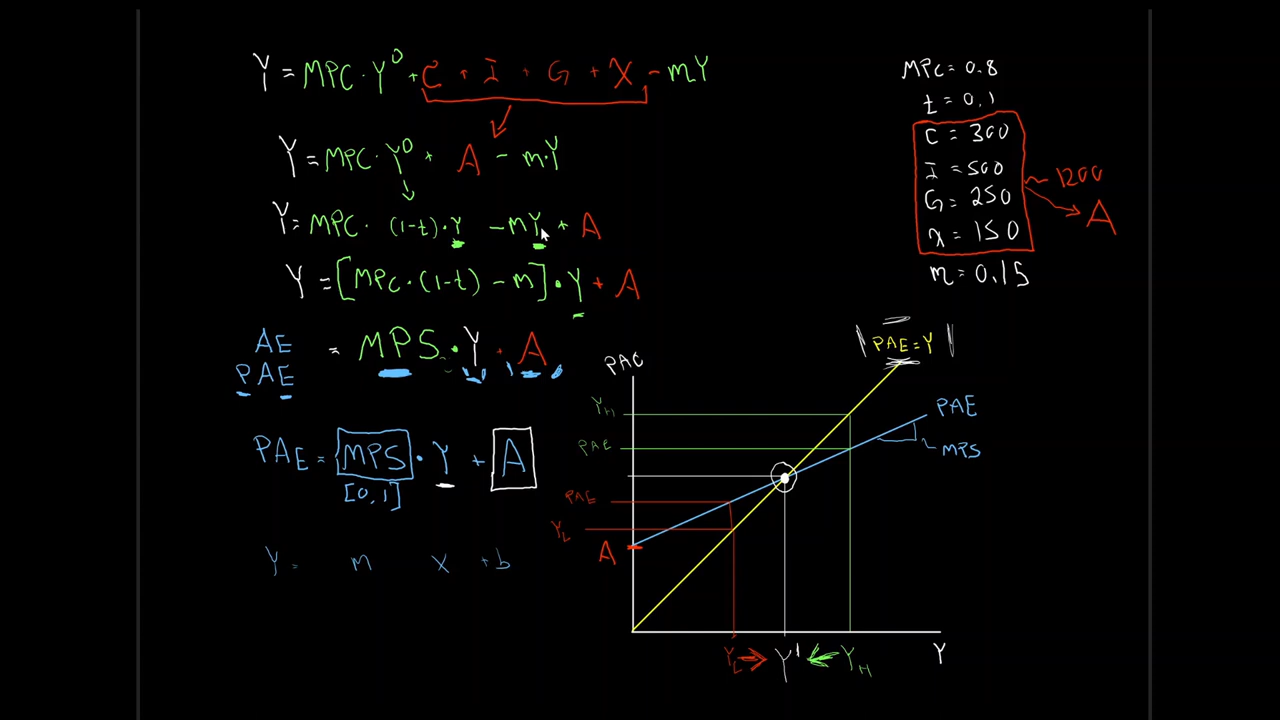 Y = MPC · Y^D + C + I + G + X - mY
Y = MPC · Y^D + A - m·Y
Y = MPC · (1-t) · Y - mY + A
Y = [MPC · (1-t) - m] · Y + A
AE
PAE
= MPS · Y + A
PAE = MPS · Y + A
[0,1]
Y = m x + b
MPC = 0.8
t = 0.1
C = 300
I = 500
G = 250
X = 150
1200
A
m = 0.15
PAE
PAE = Y
Y_H
PAE
PAE
MPS
PAE
Y_L
A
Y_L
Y'
Y_H
Y